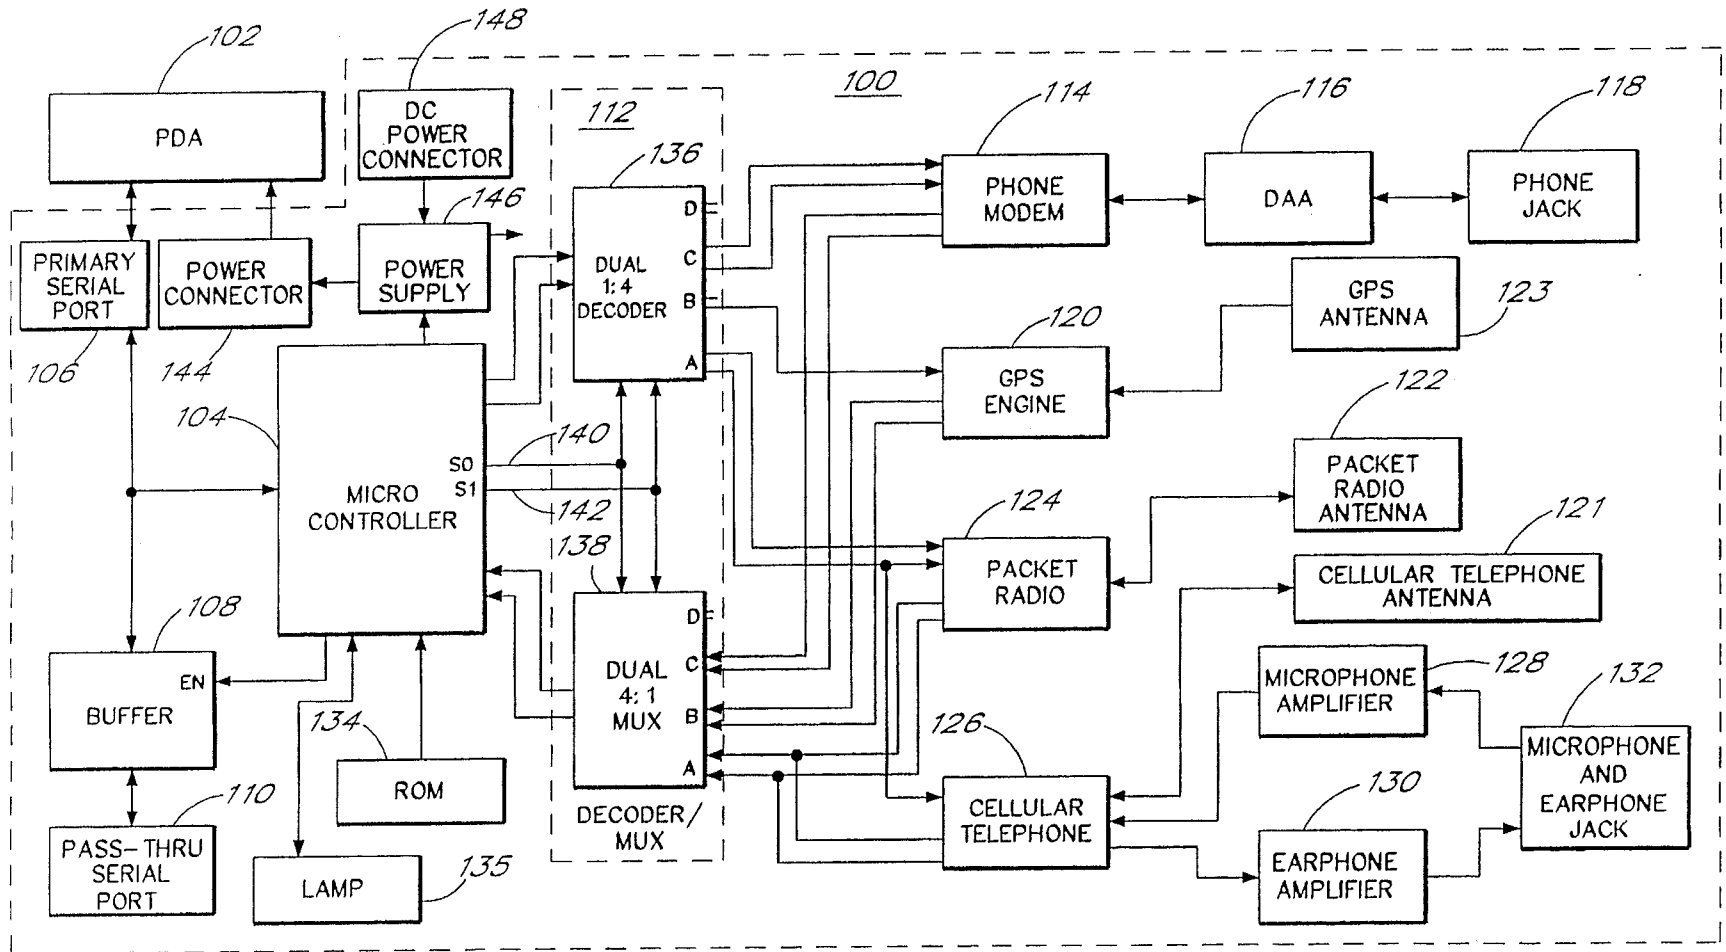 102
148
100
114
116
118
PDA
DC
POWER
CONNECTOR
112
136
PHONE
MODEM
DAA
PHONE
JACK
146
D
C
B
A
DUAL
1:4
DECODER
PRIMARY
SERIAL
PORT
POWER
CONNECTOR
POWER
SUPPLY
GPS
ANTENNA
123
106
144
120
GPS
ENGINE
122
104
140
S0
S1
142
MICRO
CONTROLLER
PACKET
RADIO
ANTENNA
124
121
138
PACKET
RADIO
CELLULAR TELEPHONE
ANTENNA
108
EN
BUFFER
D
C
B
A
DUAL
4:1
MUX
MICROPHONE
AMPLIFIER
128
132
134
126
MICROPHONE
AND
EARPHONE
JACK
ROM
110
130
DECODER/
MUX
CELLULAR
TELEPHONE
PASS-THRU
SERIAL
PORT
LAMP
135
EARPHONE
AMPLIFIER